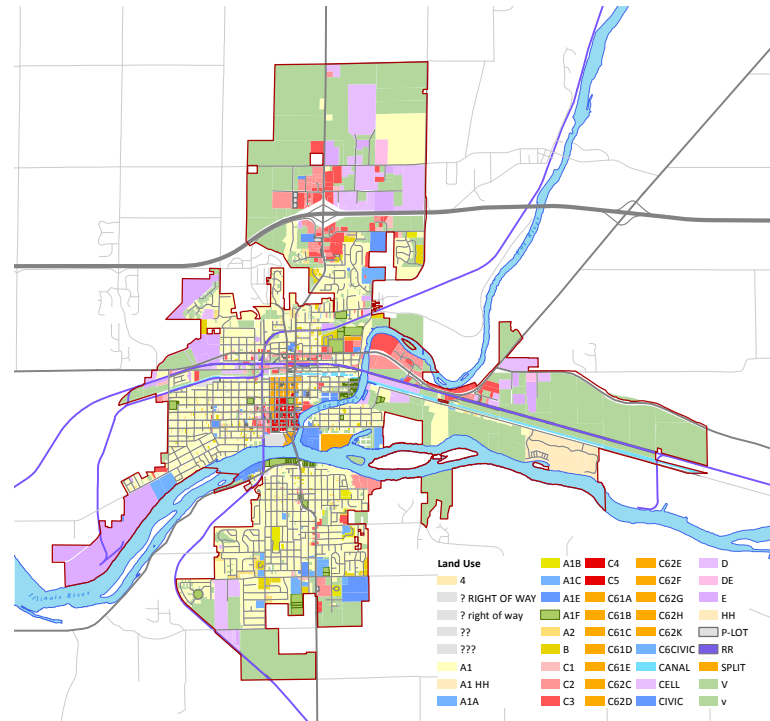 Illinois River
Land Use
4
? RIGHT OF WAY
? right of way
??
???
A1
A1 HH
A1A
A1B
A1C
A1E
A1F
A2
B
C1
C2
C3
C4
C5
C61A
C61B
C61C
C61D
C61E
C62C
C62D
C62E
C62F
C62G
C62H
C62K
C6CIVIC
CANAL
CELL
CIVIC
D
DE
E
HH
P-LOT
RR
SPLIT
V
v